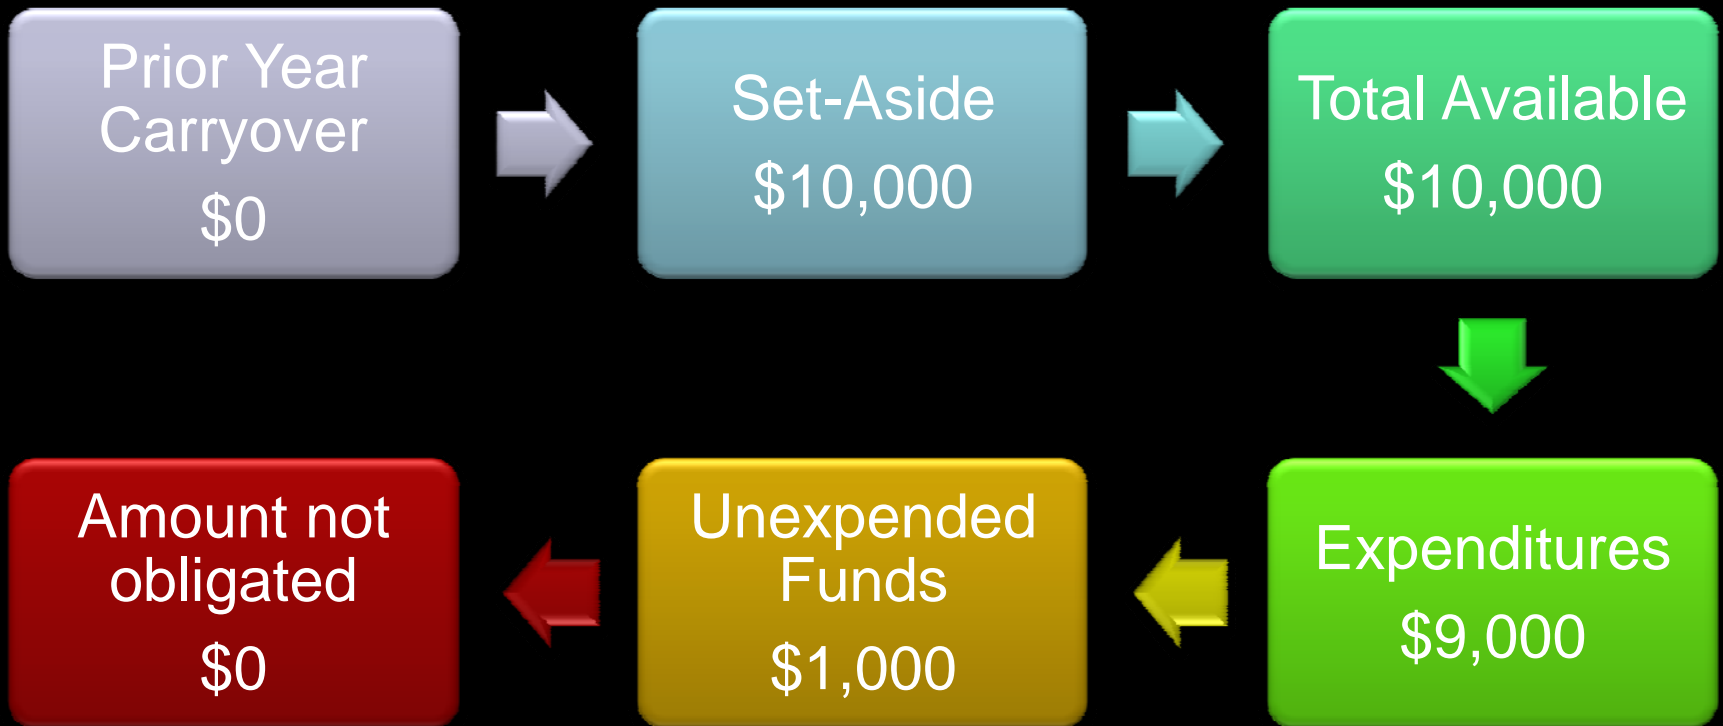 Prior Year
Carryover
$0
Set-Aside
$10,000
Total Available
$10,000
Expenditures
$9,000
Unexpended
Funds
$1,000
Amount not
obligated
$0